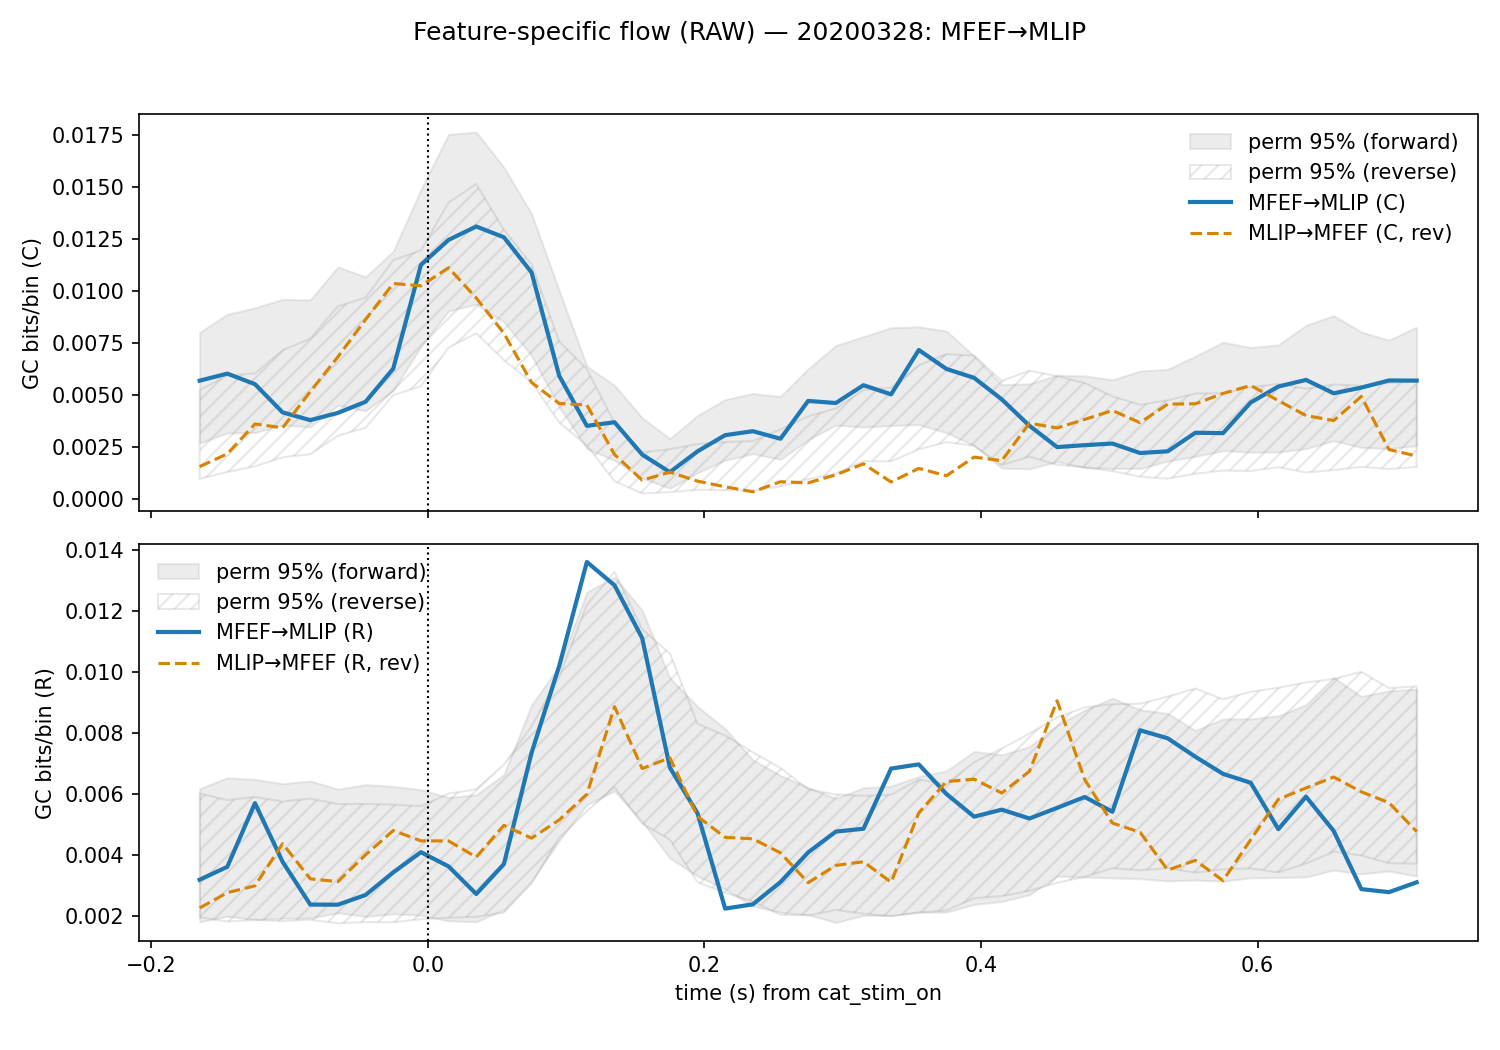 Feature-specific flow (RAW) — 20200328: MFEF→MLIP
GC bits/bin (C)
0.0175
0.0150
0.0125
0.0100
0.0075
0.0050
0.0025
0.0000
perm 95% (forward)
perm 95% (reverse)
MFEF→MLIP (C)
MLIP→MFEF (C, rev)
GC bits/bin (R)
0.014
0.012
0.010
0.008
0.006
0.004
0.002
perm 95% (forward)
perm 95% (reverse)
MFEF→MLIP (R)
MLIP→MFEF (R, rev)
−0.2 0.0 0.2 0.4 0.6
time (s) from cat_stim_on